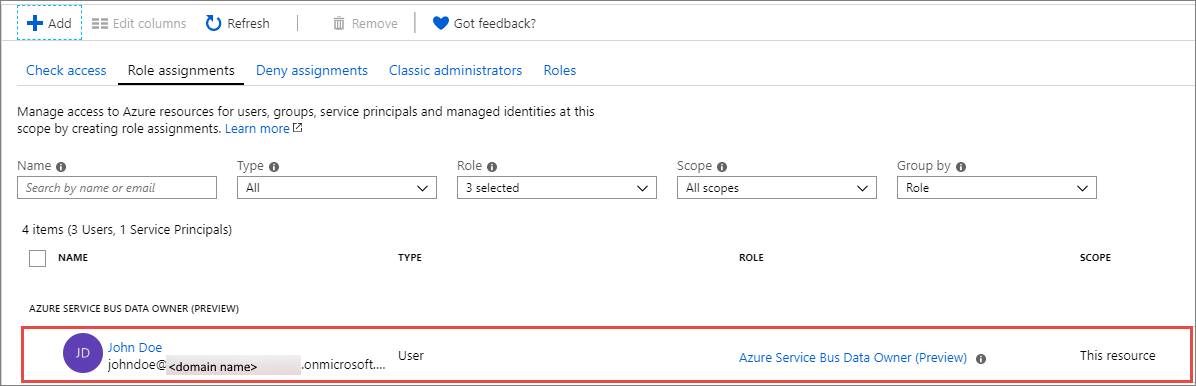 Add Edit columns Refresh Remove Got feedback?
Check access Role assignments Deny assignments Classic administrators Roles
Manage access to Azure resources for users, groups, service principals and managed identities at this
scope by creating role assignments. Learn more
Name Type Role Scope Group by
Search by name or email All 3 selected All scopes Role
4 items (3 Users, 1 Service Principals)
NAME TYPE ROLE SCOPE
AZURE SERVICE BUS DATA OWNER (PREVIEW)
JD John Doe User Azure Service Bus Data Owner (Preview) This resource
johndoe@<domain name>.onmicrosoft....